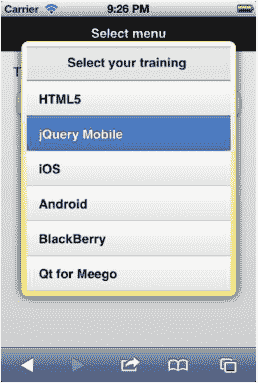 Carrier 9:26 PM
Select menu
T
Select your training
HTML5
jQuery Mobile
iOS
Android
BlackBerry
Qt for Meego